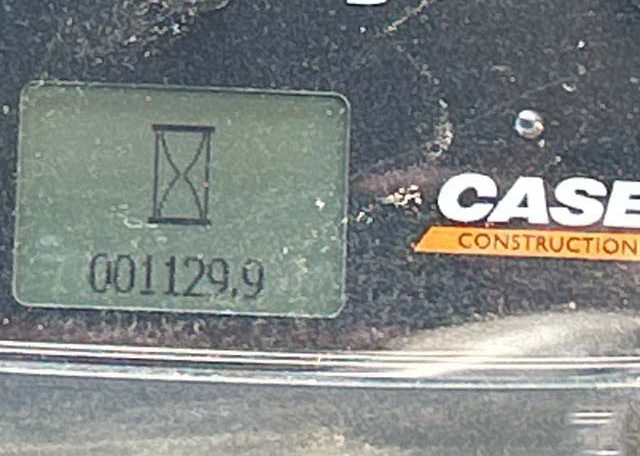 001129.9
CASE
CONSTRUCTION